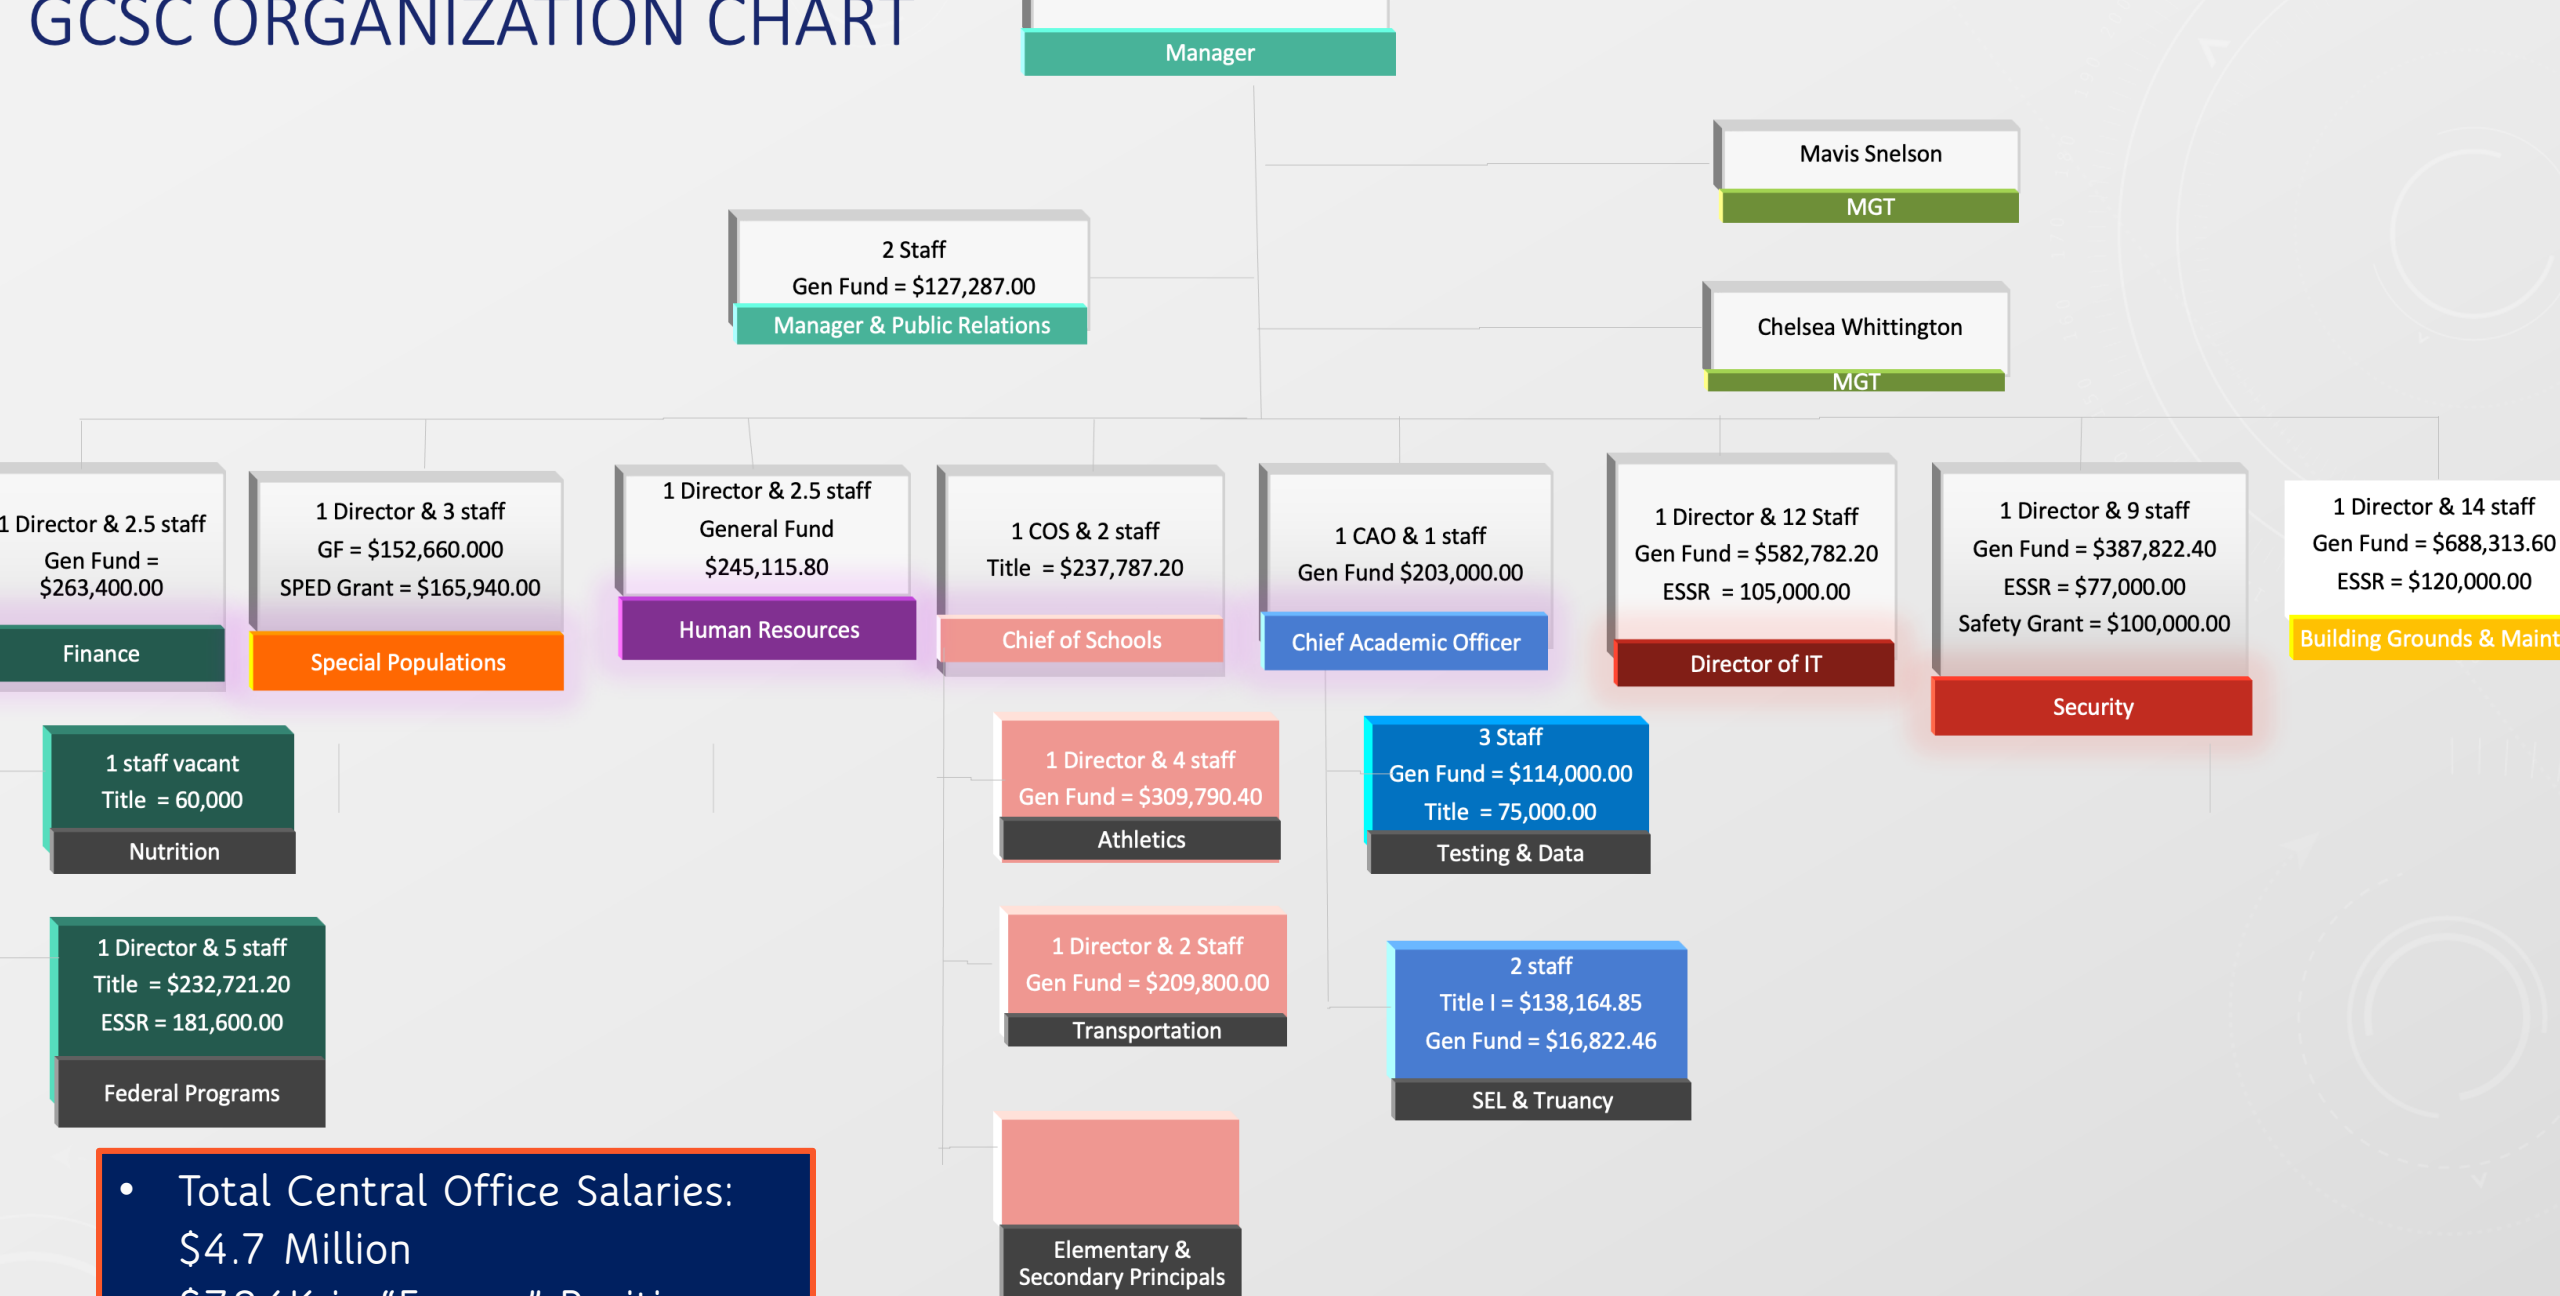 GCSC ORGANIZATION CHART
Manager
Mavis Snelson
MGT
2 Staff
Gen Fund = $127,287.00
Manager & Public Relations
Chelsea Whittington
MGT
1 Director & 2.5 staff
Gen Fund =
$263,400.00
Finance
1 Director & 3 staff
GF = $152,660.000
SPED Grant = $165,940.00
Special Populations
1 Director & 2.5 staff
General Fund
$245,115.80
Human Resources
1 COS & 2 staff
Title = $237,787.20
Chief of Schools
1 CAO & 1 staff
Gen Fund $203,000.00
Chief Academic Officer
1 Director & 12 Staff
Gen Fund = $582,782.20
ESSR = 105,000.00
Director of IT
1 Director & 9 staff
Gen Fund = $387,822.40
ESSR = $77,000.00
Safety Grant = $100,000.00
Security
1 Director & 14 staff
Gen Fund = $688,313.60
ESSR = $120,000.00
Building Grounds & Maint
1 staff vacant
Title = 60,000
Nutrition
1 Director & 5 staff
Title = $232,721.20
ESSR = 181,600.00
Federal Programs
1 Director & 4 staff
Gen Fund = $309,790.40
Athletics
1 Director & 2 Staff
Gen Fund = $209,800.00
Transportation
Elementary &
Secondary Principals
3 Staff
Gen Fund = $114,000.00
Title = 75,000.00
Testing & Data
2 staff
Title I = $138,164.85
Gen Fund = $16,822.46
SEL & Truancy
• Total Central Office Salaries:
$4.7 Million